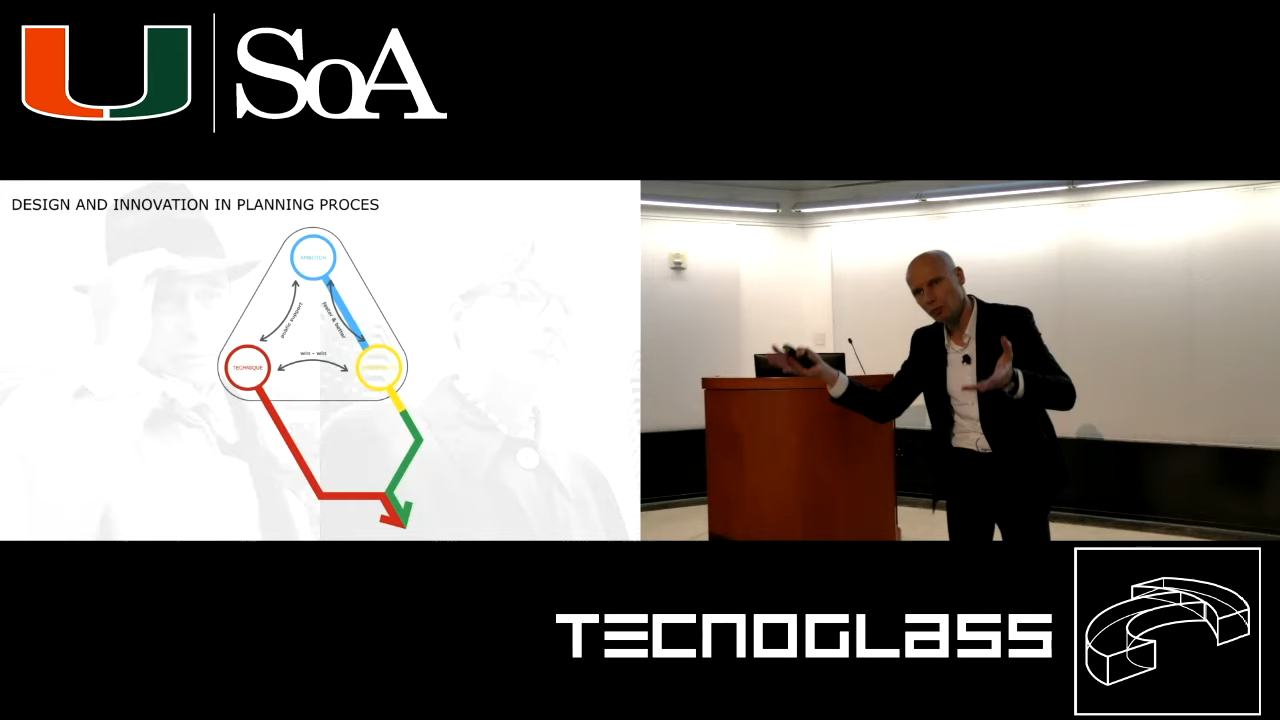 SoA
DESIGN AND INNOVATION IN PLANNING PROCES
AMBITION
public support
faster & better
win - win
TECHNIQUE
TECNOGLASS